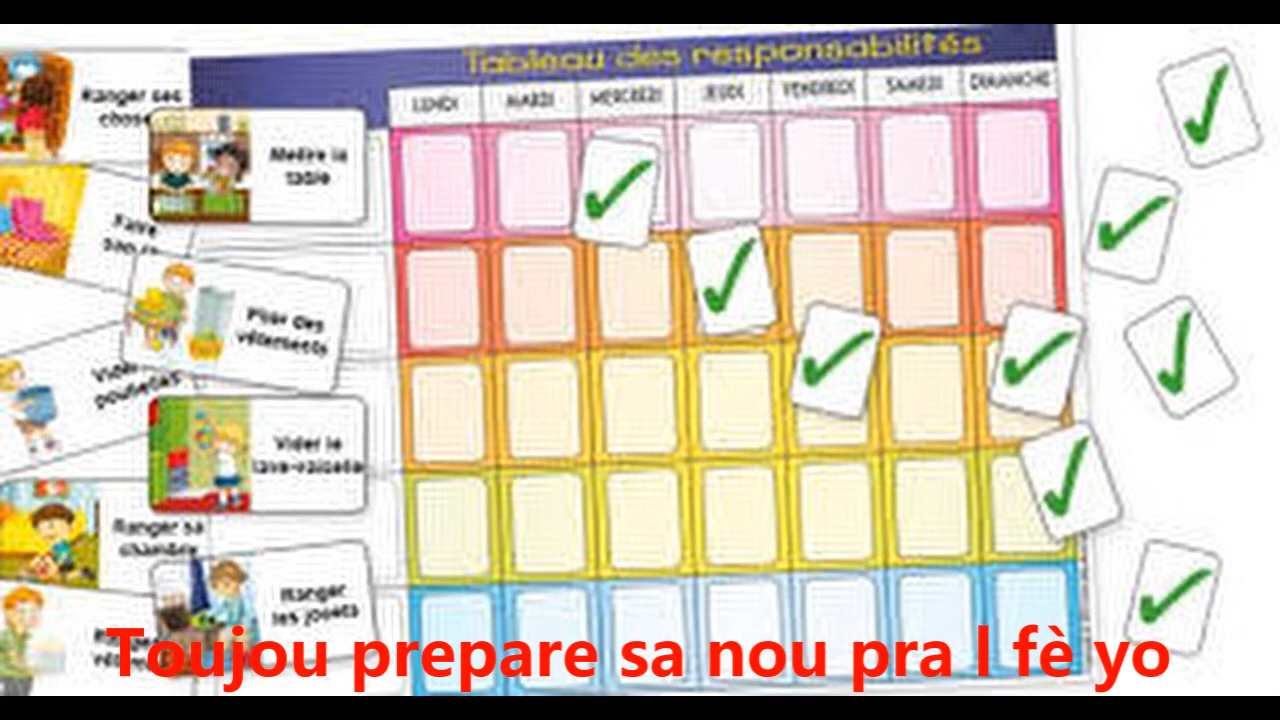 Tableau des responsabilités
LUNDI MARDI MERCREDI JEUDI VENDREDI SAMEDI DIMANCHE
Ranger ses
Mettre la
table
Faire
Plier des
vêtements
Vider le
lave-vaisselle
Ranger sa
chambre
Ranger
les jouets
Toujou prepare sa nou pra l fè yo